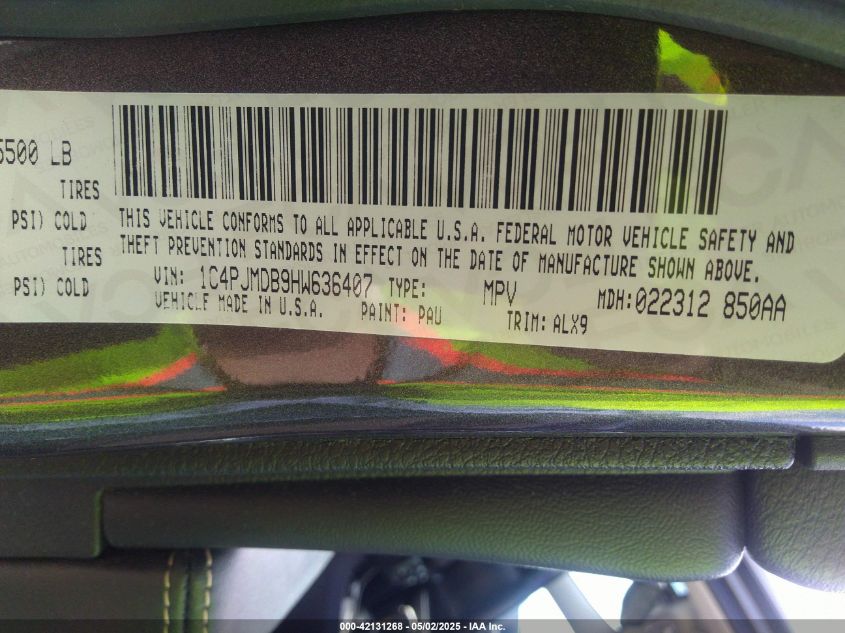 5500 LB
TIRES
PSI) COLD
TIRES
PSI) COLD
THIS VEHICLE CONFORMS TO ALL APPLICABLE U.S.A. FEDERAL MOTOR VEHICLE SAFETY AND
THEFT PREVENTION STANDARDS IN EFFECT ON THE DATE OF MANUFACTURE SHOWN ABOVE.
VIN: 1C4PJMDB9HW636407 TYPE: MPV MDH: 022312 850AA
VEHICLE MADE IN U.S.A. PAINT: PAU TRIM: ALX9
000-42131268 - 05/02/2025 - IAA Inc.